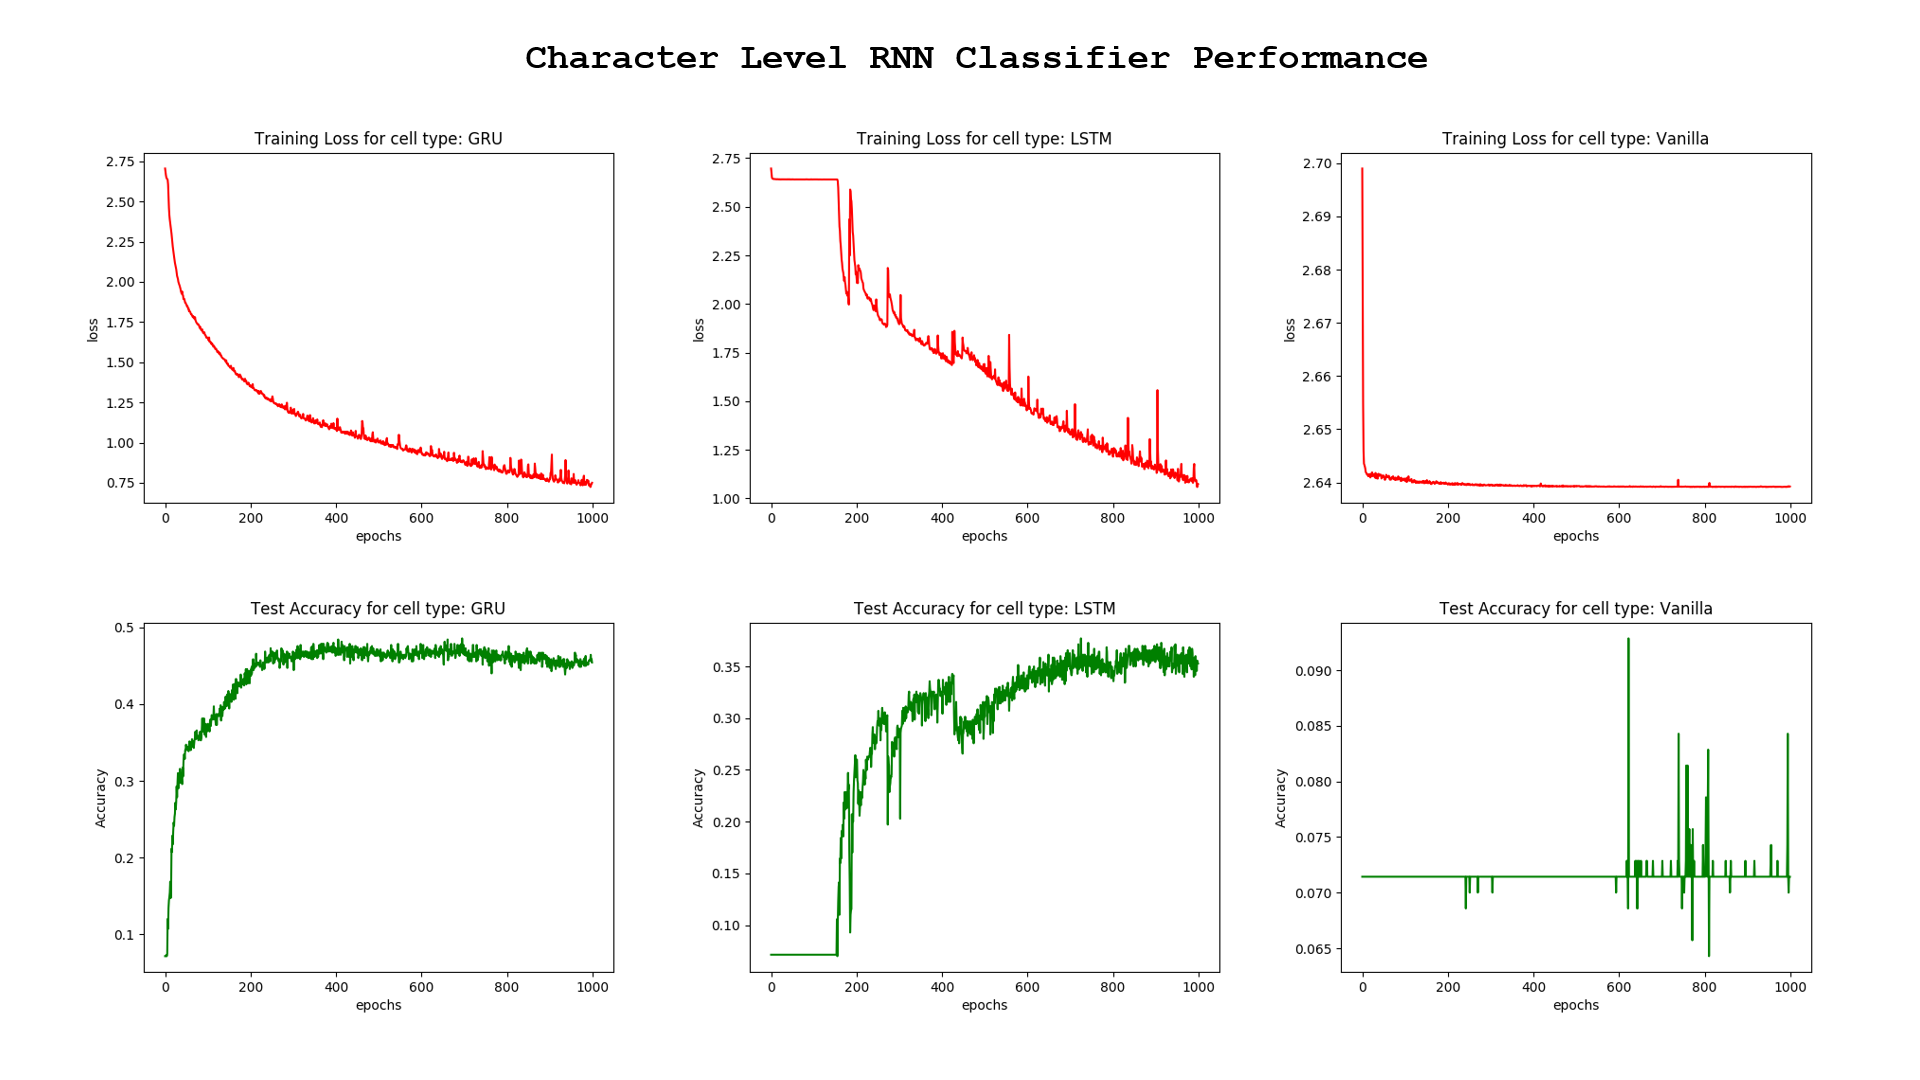 Character Level RNN Classifier Performance
Training Loss for cell type: GRU
2.75
2.50
2.25
2.00
1.75
1.50
1.25
1.00
0.75
loss
0 200 400 600 800 1000
epochs
Training Loss for cell type: LSTM
2.75
2.50
2.25
2.00
1.75
1.50
1.25
1.00
loss
0 200 400 600 800 1000
epochs
Training Loss for cell type: Vanilla
2.70
2.69
2.68
2.67
2.66
2.65
2.64
loss
0 200 400 600 800 1000
epochs
Test Accuracy for cell type: GRU
0.5
0.4
0.3
0.2
0.1
Accuracy
0 200 400 600 800 1000
epochs
Test Accuracy for cell type: LSTM
0.35
0.30
0.25
0.20
0.15
0.10
Accuracy
0 200 400 600 800 1000
epochs
Test Accuracy for cell type: Vanilla
0.090
0.085
0.080
0.075
0.070
0.065
Accuracy
0 200 400 600 800 1000
epochs